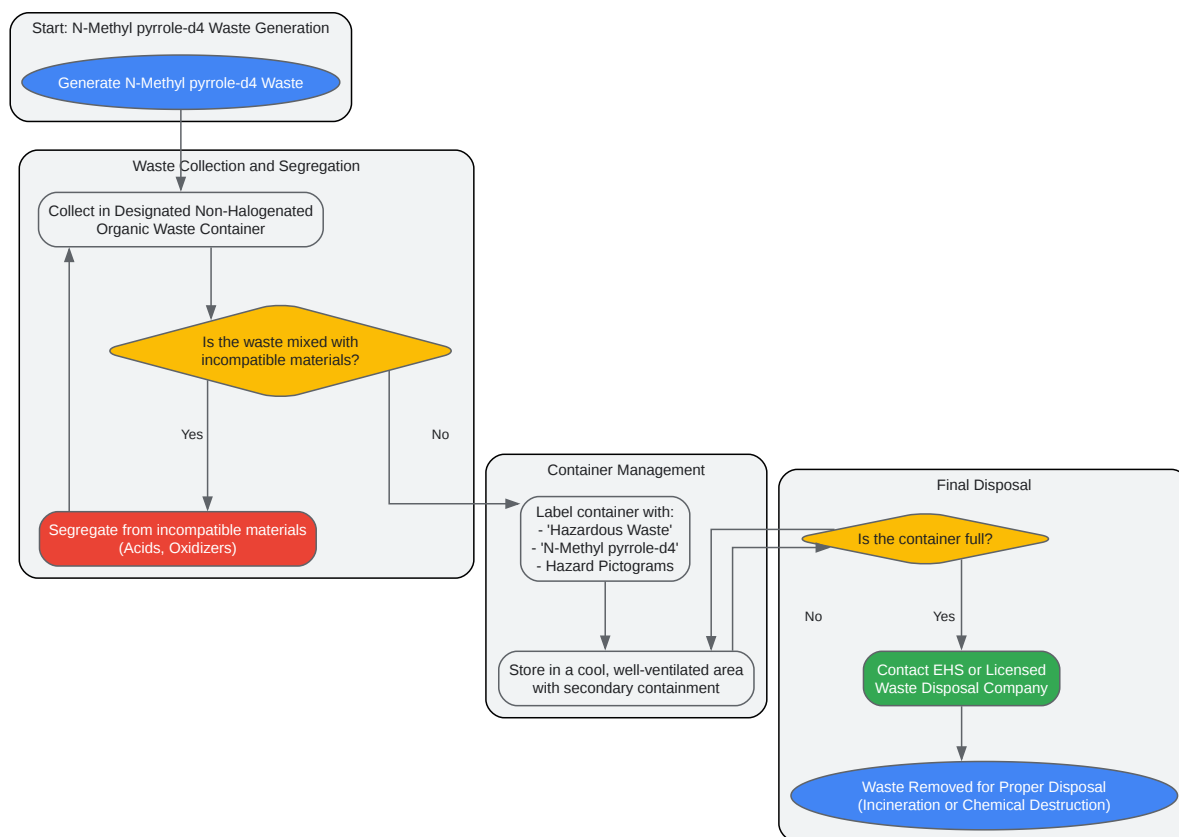 Start: N-Methyl pyrrole-d4 Waste Generation
Generate N-Methyl pyrrole-d4 Waste
Waste Collection and Segregation
Collect in Designated Non-Halogenated
Organic Waste Container
Is the waste mixed with
incompatible materials?
Yes
No
Segregate from incompatible materials
(Acids, Oxidizers)
Container Management
Label container with:
- 'Hazardous Waste'
- 'N-Methyl pyrrole-d4'
- Hazard Pictograms
Store in a cool, well-ventilated area
with secondary containment
Final Disposal
Is the container full?
No
Yes
Contact EHS or Licensed
Waste Disposal Company
Waste Removed for Proper Disposal
(Incineration or Chemical Destruction)